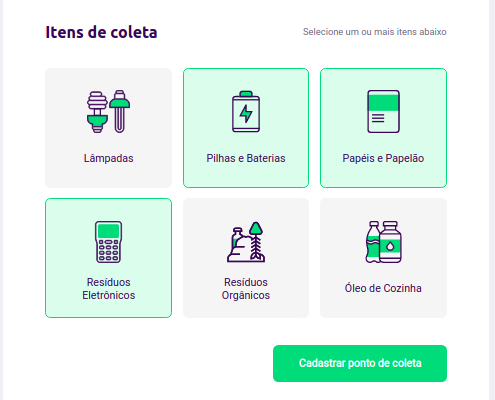 Itens de coleta
Selecione um ou mais itens abaixo
Lâmpadas
Pilhas e Baterias
Papéis e Papelão
Resíduos
Eletrônicos
Resíduos
Orgânicos
Óleo de Cozinha
Cadastrar ponto de coleta